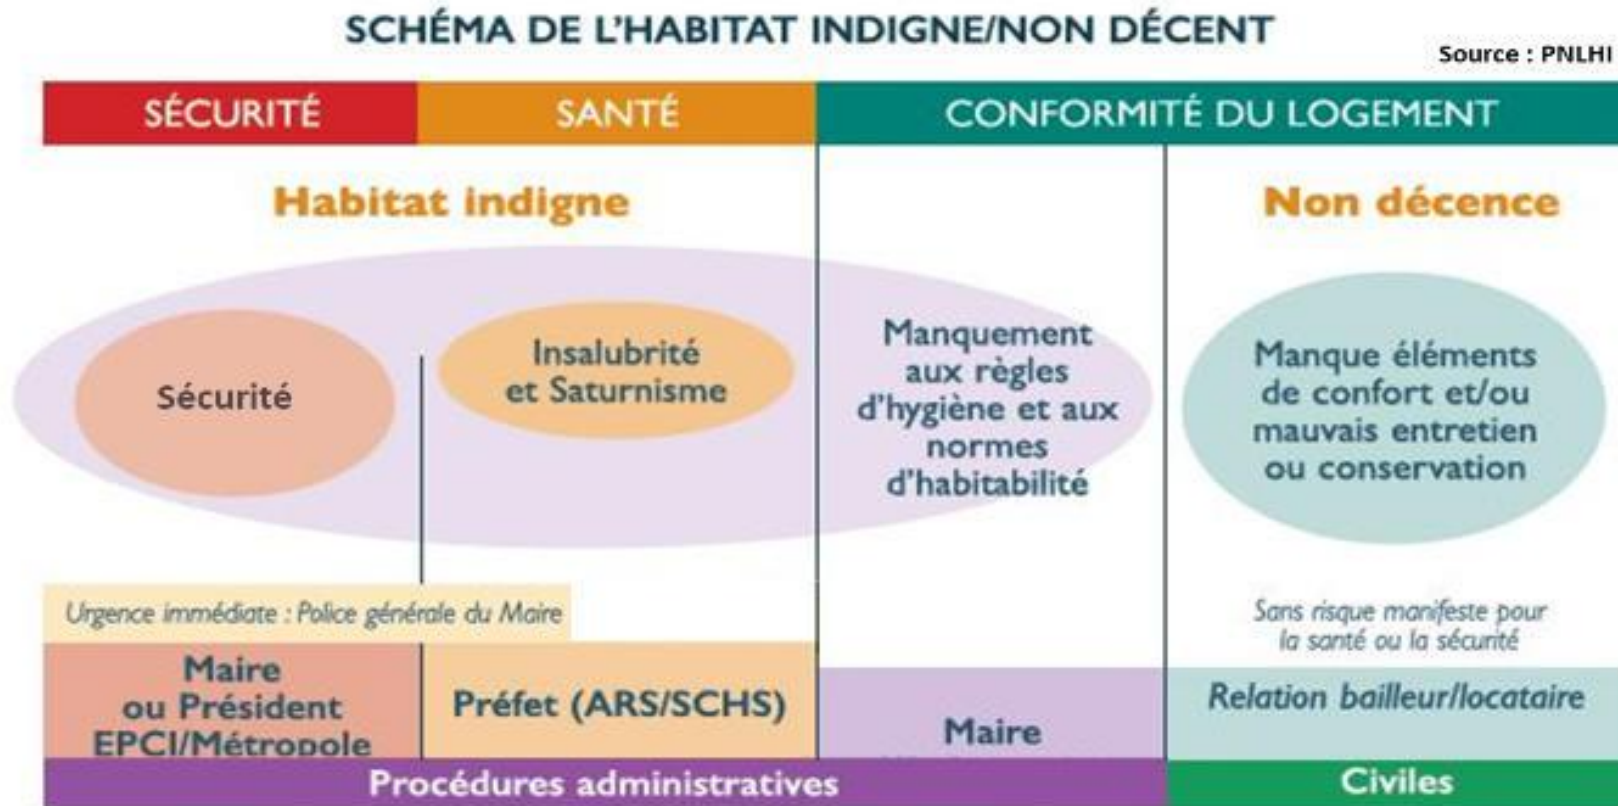 SCHÉMA DE L'HABITAT INDIGNE/NON DÉCENT
Source : PNLHI
SÉCURITÉ
SANTÉ
CONFORMITÉ DU LOGEMENT
Habitat indigne
Non décence
Sécurité
Insalubrité
et Saturnisme
Manquement
aux règles
d'hygiène et aux
normes
d'habitabilité
Manque éléments
de confort et/ou
mauvais entretien
ou conservation
Urgence immédiate : Police générale du Maire
Sans risque manifeste pour
la santé ou la sécurité
Maire
ou Président
EPCI/Métropole
Préfet (ARS/SCHS)
Maire
Relation bailleur/locataire
Procédures administratives
Civiles